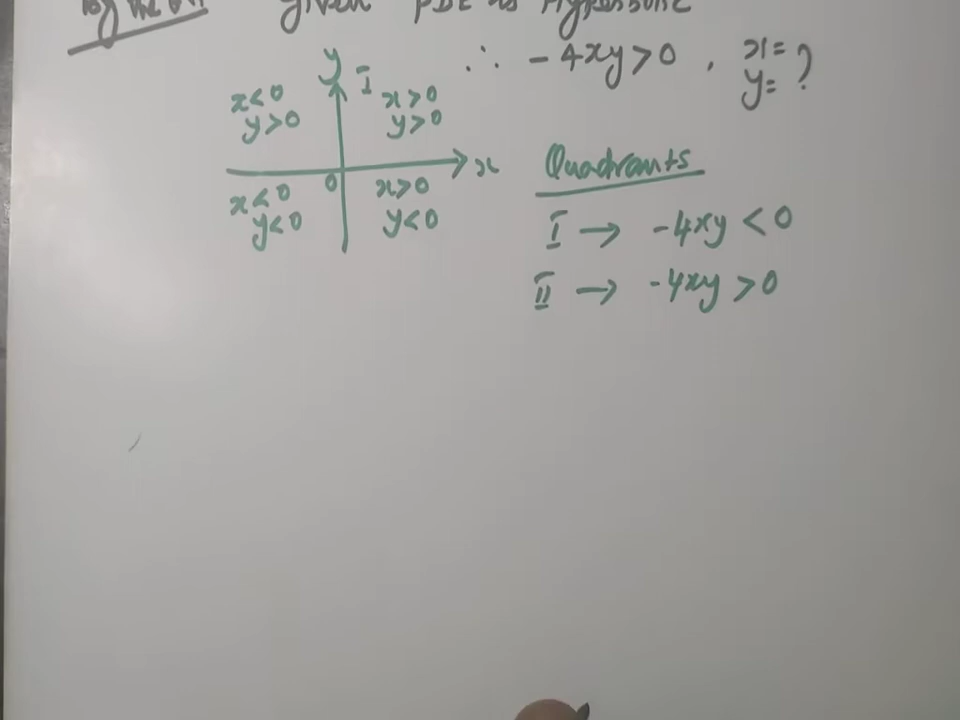 given PDE is Hyperbolic
∴ -4xy>0 , x=
y= ?
y
I
x<0
y>0
x>0
y>0
x
0
x<0
y<0
x>0
y<0
Quadrants
I → -4xy<0
II → -4xy>0